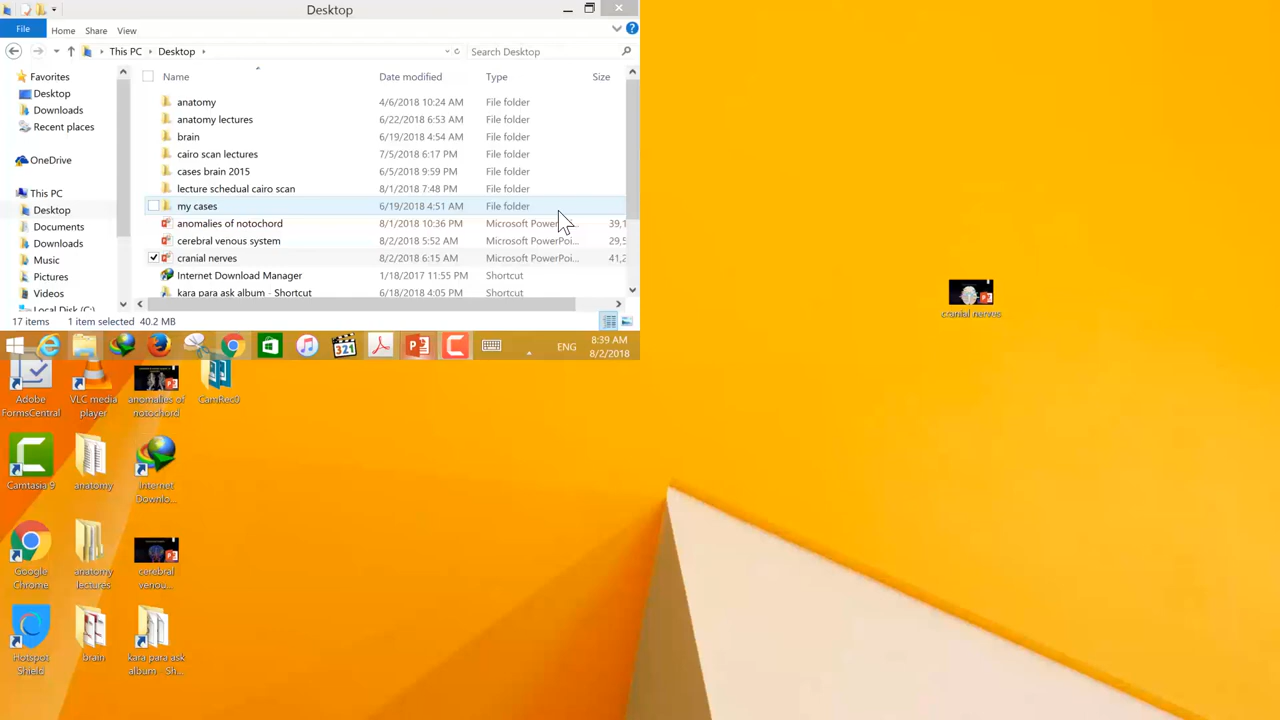 Desktop
File
Home
Share
View
This PC
Desktop
Search Desktop
Name
Date modified
Type
Size
Favorites
Desktop
Downloads
Recent places
OneDrive
This PC
Desktop
Documents
Downloads
Music
Pictures
Videos
Local Disk (C:)
anatomy 4/6/2018 10:24 AM File folder
anatomy lectures 6/22/2018 6:53 AM File folder
brain 6/19/2018 4:54 AM File folder
cairo scan lectures 7/5/2018 6:17 PM File folder
cases brain 2015 6/5/2018 9:59 PM File folder
lecture schedual cairo scan 8/1/2018 7:48 PM File folder
my cases 6/19/2018 4:51 AM File folder
anomalies of notochord 8/1/2018 10:36 PM Microsoft PowerPoi... 39,1
cerebral venous system 8/2/2018 5:52 AM Microsoft PowerPoi... 29,5
cranial nerves 8/2/2018 6:15 AM Microsoft PowerPoi... 41,2
Internet Download Manager 1/18/2017 11:55 PM Shortcut
kara para ask album - Shortcut 6/18/2018 4:05 PM Shortcut
17 items 1 item selected 40.2 MB
321
ENG
8:39 AM
8/2/2018
cranial nerves
Adobe
FormsCentral
VLC media
player
anomalies of
notochord
CamRec0
Camtasia 9
anatomy
Internet
Downlo...
Google
Chrome
anatomy
lectures
cerebral
venou...
Hotspot
Shield
brain
kara para ask
album - Sh...